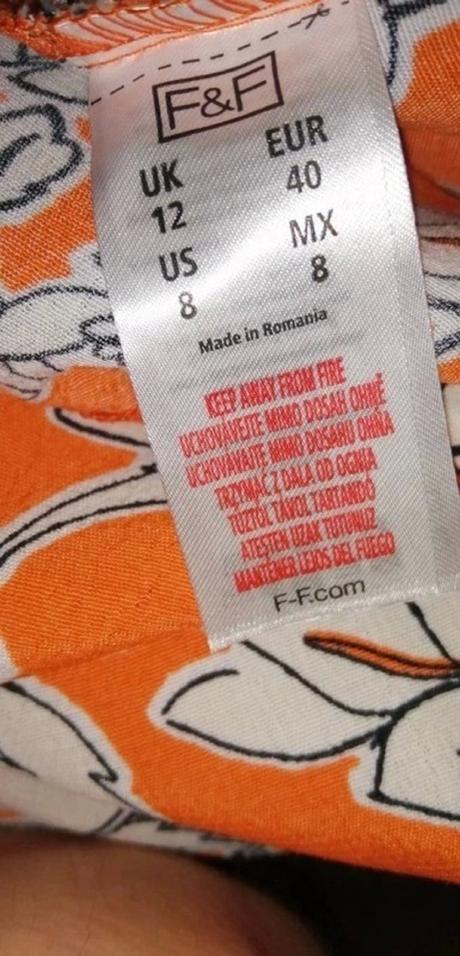 F&F
UK EUR
12 40
US MX
8 8
Made in Romania
KEEP AWAY FROM FIRE
UCHOVÁVEJTE MIMO DOSAH OHNĚ
UCHOVÁVAJTE MIMO DOSAHU OHŇA
TRZYMAĆ Z DALA OD OGNIA
TŰZTŐL TÁVOL TARTANDÓ
ATEŞTEN UZAK TUTUNUZ
MANTENER LEJOS DEL FUEGO
F-F.com